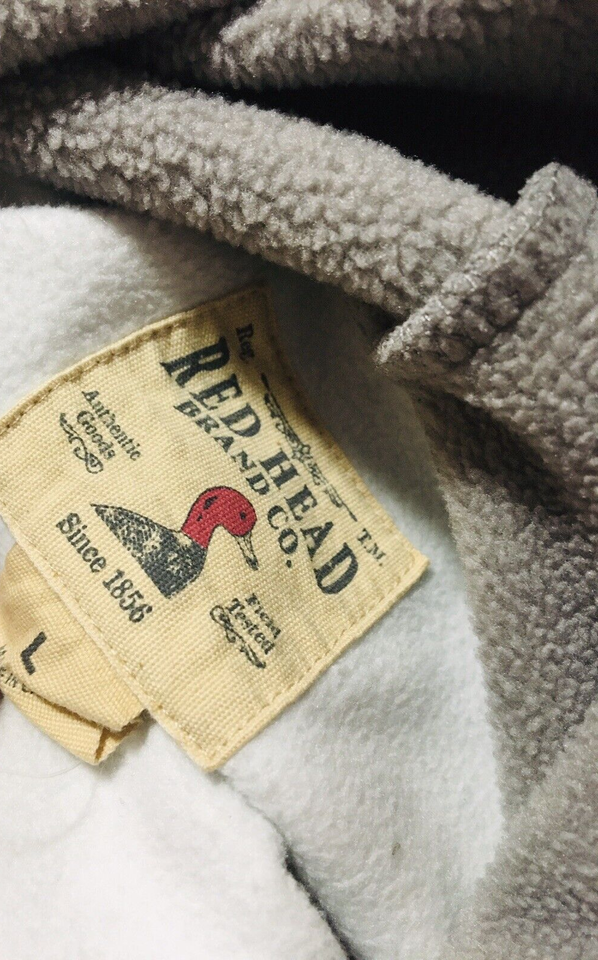 Reg.
T.M.
RED HEAD
BRAND CO.
Authentic
Goods
Since 1856
Field
Tested
L